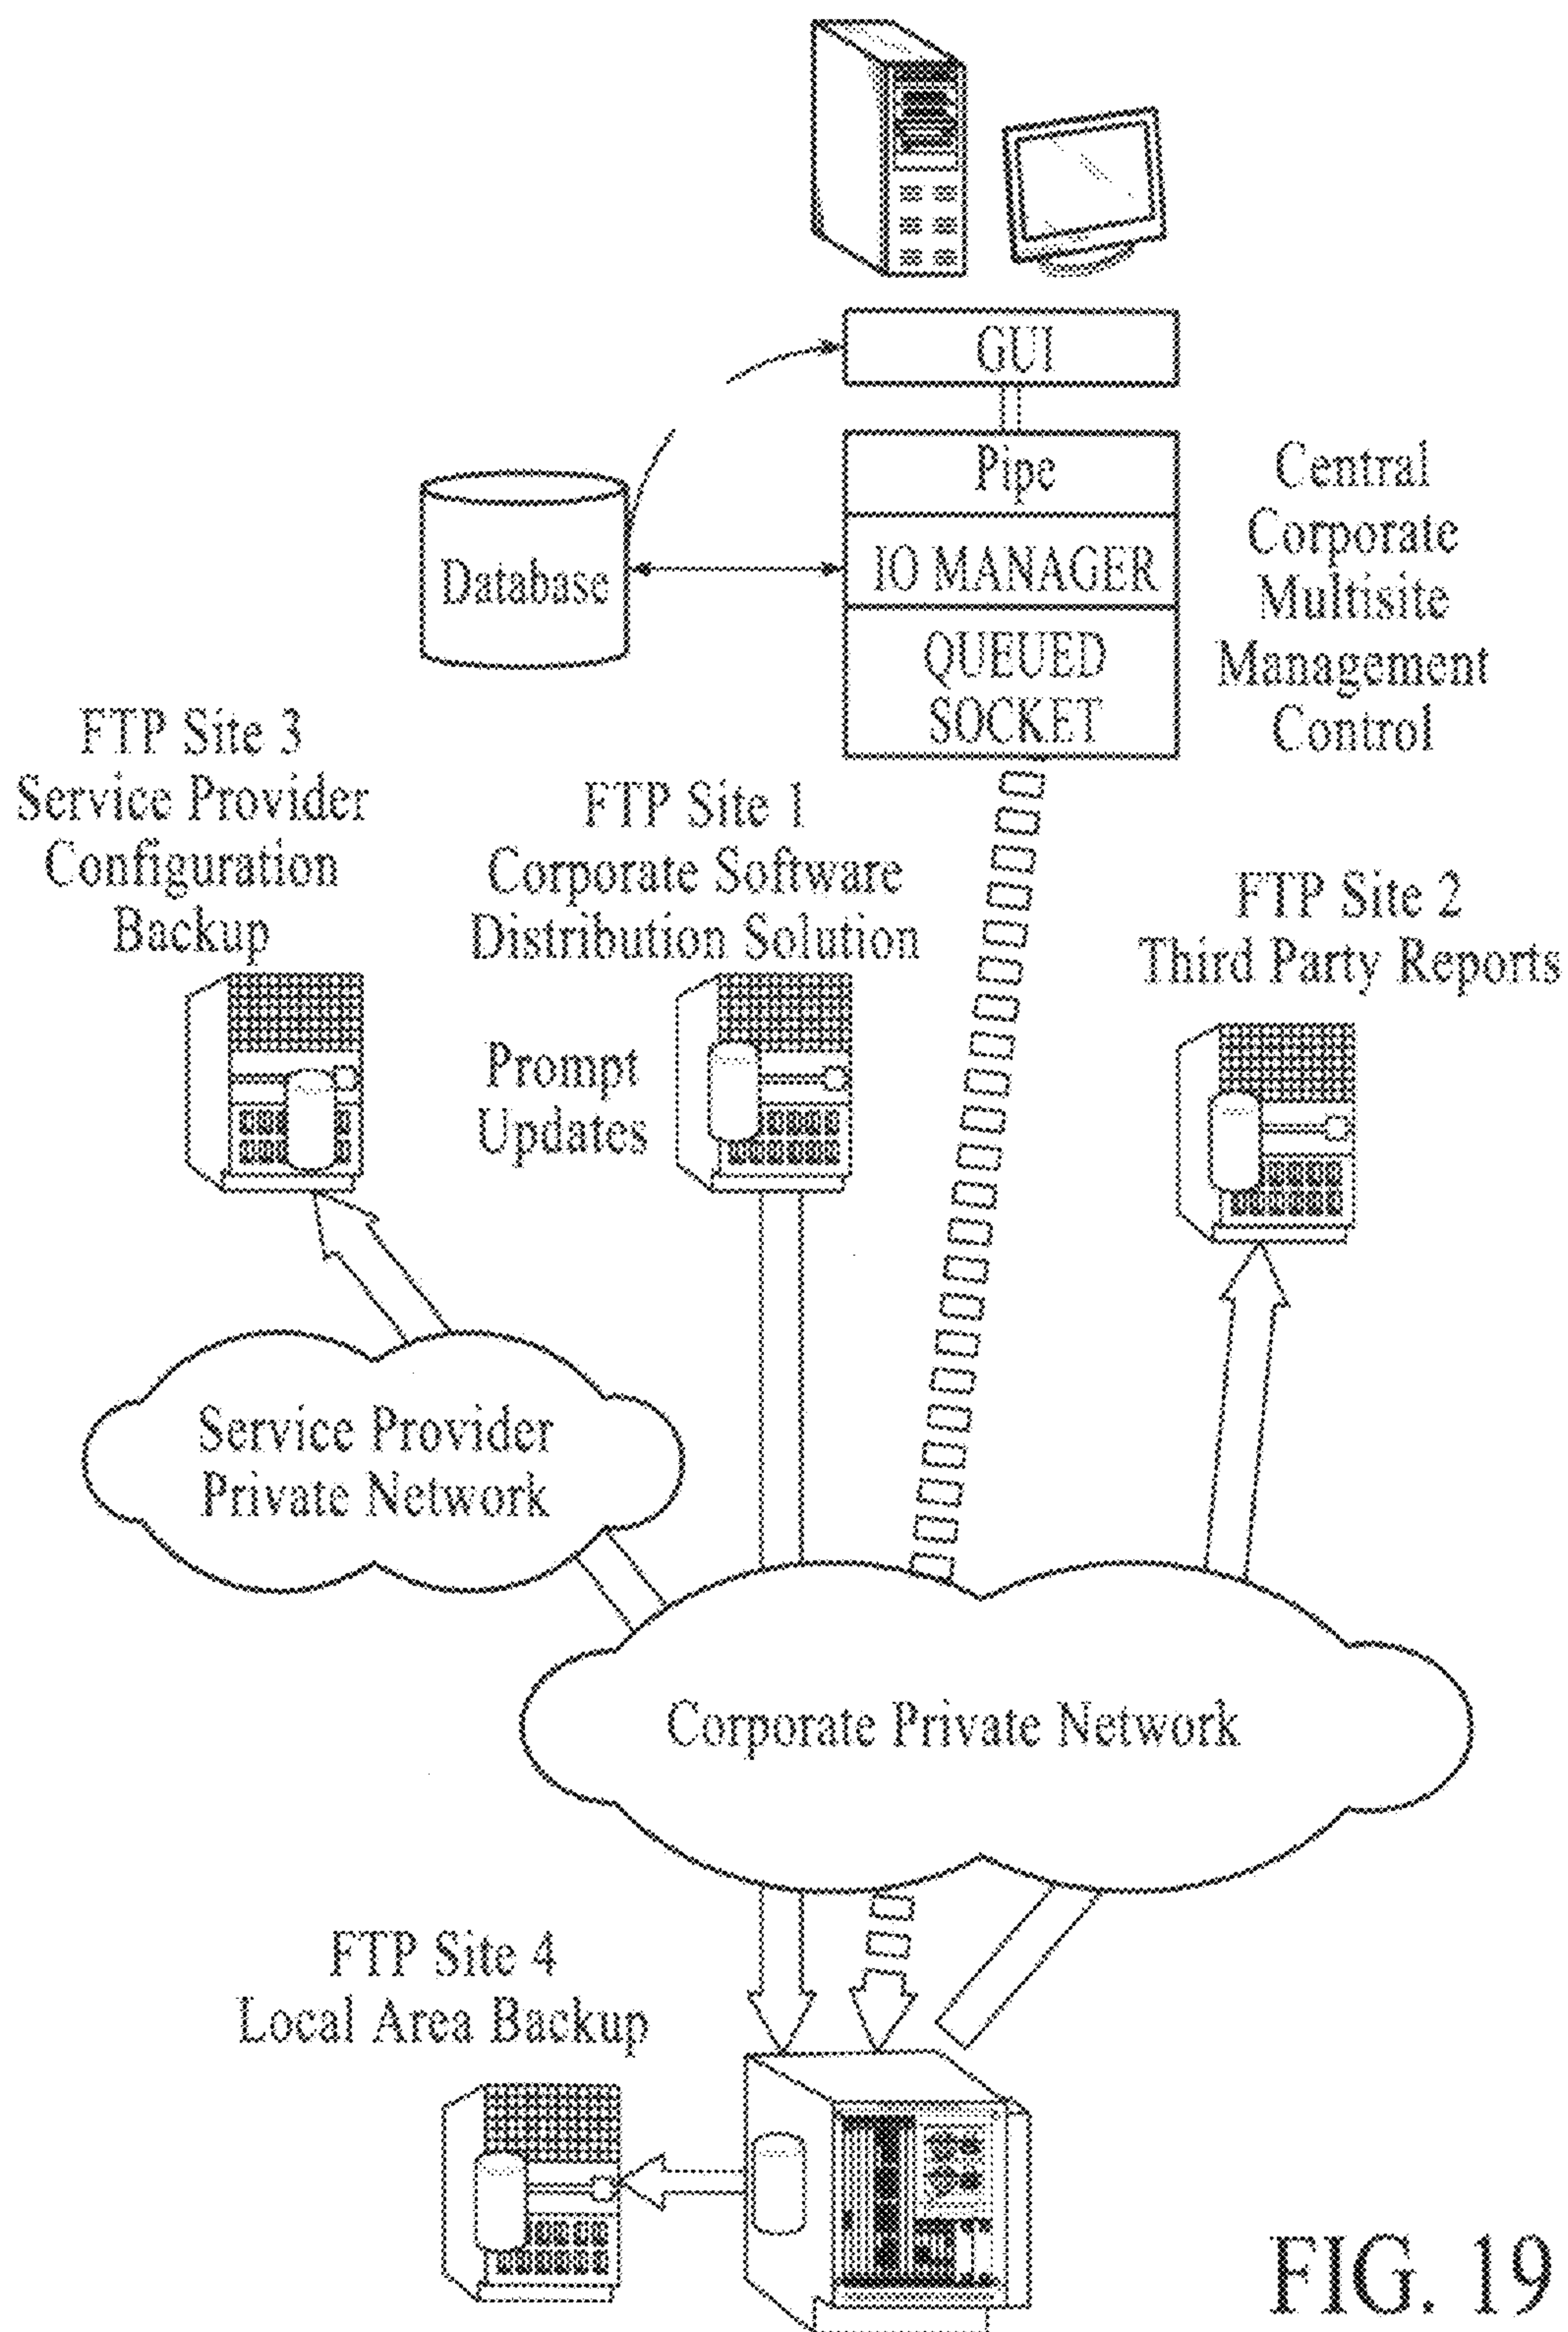 GUI
Pipe
IO MANAGER
QUEUED
SOCKET
Central
Corporate
Multisite
Management
Control
Database
FTP Site 3
Service Provider
Configuration
Backup
FTP Site 1
Corporate Software
Distribution Solution
FTP Site 2
Third Party Reports
Prompt
Updates
Service Provider
Private Network
Corporate Private Network
FTP Site 4
Local Area Backup
FIG. 19